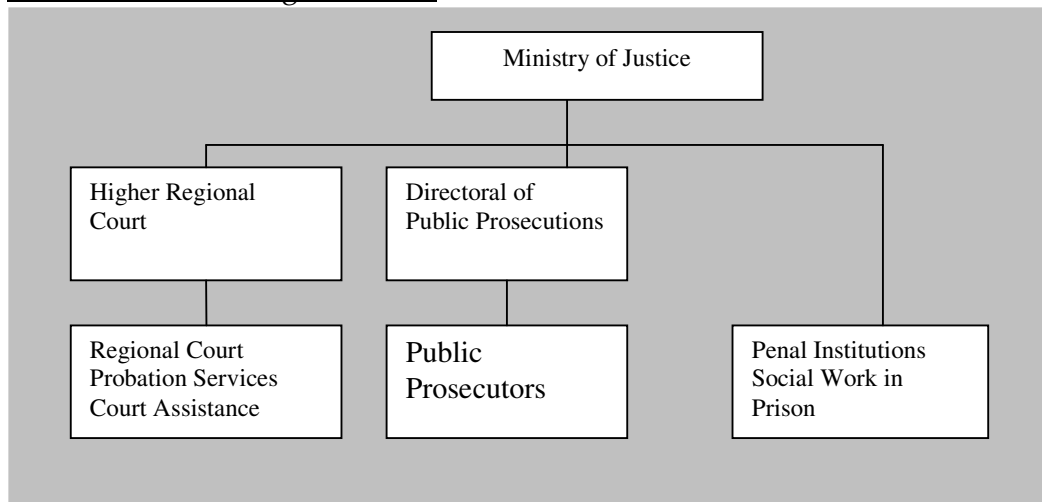 Ministry of Justice
Higher Regional
Court
Directoral of
Public Prosecutions
Regional Court
Probation Services
Court Assistance
Public
Prosecutors
Penal Institutions
Social Work in
Prison